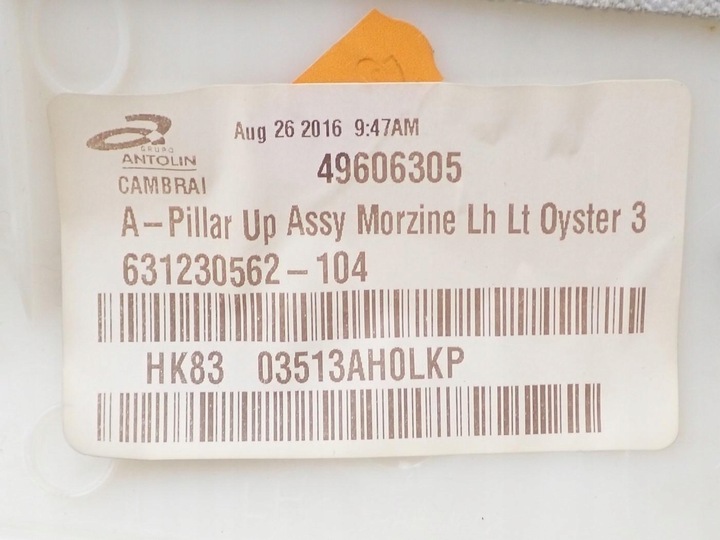 GRUPO
ANTOLIN
CAMBRAI
Aug 26 2016 9:47AM
49606305
A-Pillar Up Assy Morzine Lh Lt Oyster 3
631230562-104
HK83 03513AH0LKP